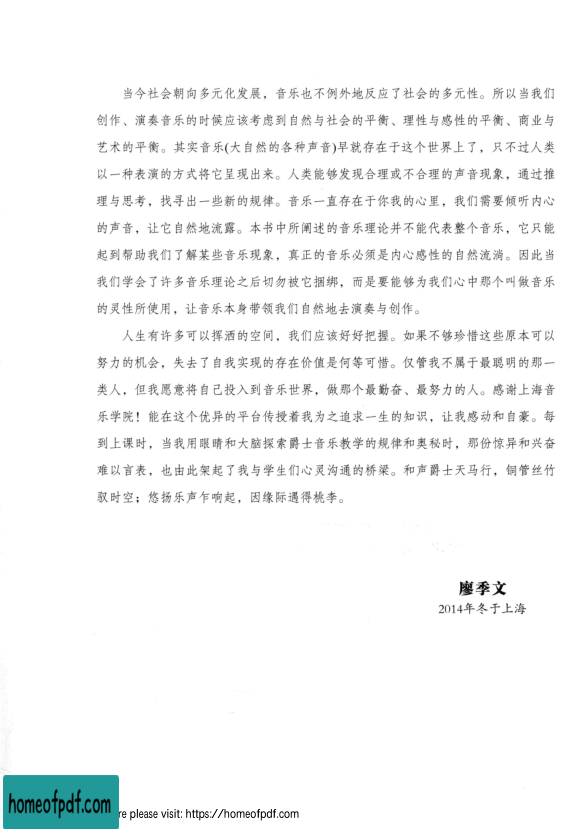 当今社会朝向多元化发展，音乐也不例外地反应了社会的多元性。所以当我们
创作、演奏音乐的时候应该考虑到自然与社会的平衡、理性与感性的平衡、商业与
艺术的平衡。其实音乐(大自然的各种声音)早就存在于这个世界上了，只不过人类
以一种表演的方式将它呈现出来。人类能够发现合理或不合理的声音现象，通过推
理与思考，找寻出一些新的规律。音乐一直存在于你我的心里，我们需要倾听内心
的声音，让它自然地流露。本书中所阐述的音乐理论并不能代表整个音乐，它只能
起到帮助我们了解某些音乐现象，真正的音乐必须是内心感性的自然流淌。因此当
我们学会了许多音乐理论之后切勿被它捆绑，而是要能够为我们心中那个叫做音乐
的灵性所使用，让音乐本身带领我们自然地去演奏与创作。
人生有许多可以挥洒的空间，我们应该好好把握。如果不够珍惜这些原本可以
努力的机会，失去了自我实现的存在价值是何等可惜。仅管我不属于最聪明的那一
类人，但我愿意将自己投入到音乐世界，做那个最勤奋、最努力的人。感谢上海音
乐学院！能在这个优异的平台传授着我为之追求一生的知识，让我感动和自豪。每
到上课时，当我用眼睛和大脑探索爵士音乐教学的规律和奥秘时，那份惊异和兴奋
难以言表，也由此架起了我与学生们心灵沟通的桥梁。和声爵士天马行，铜管丝竹
驭时空；悠扬乐声乍响起，因缘际遇得桃李。
廖季文
2014年冬于上海
homeofpdf.com
re please visit: https://homeofpdf.com